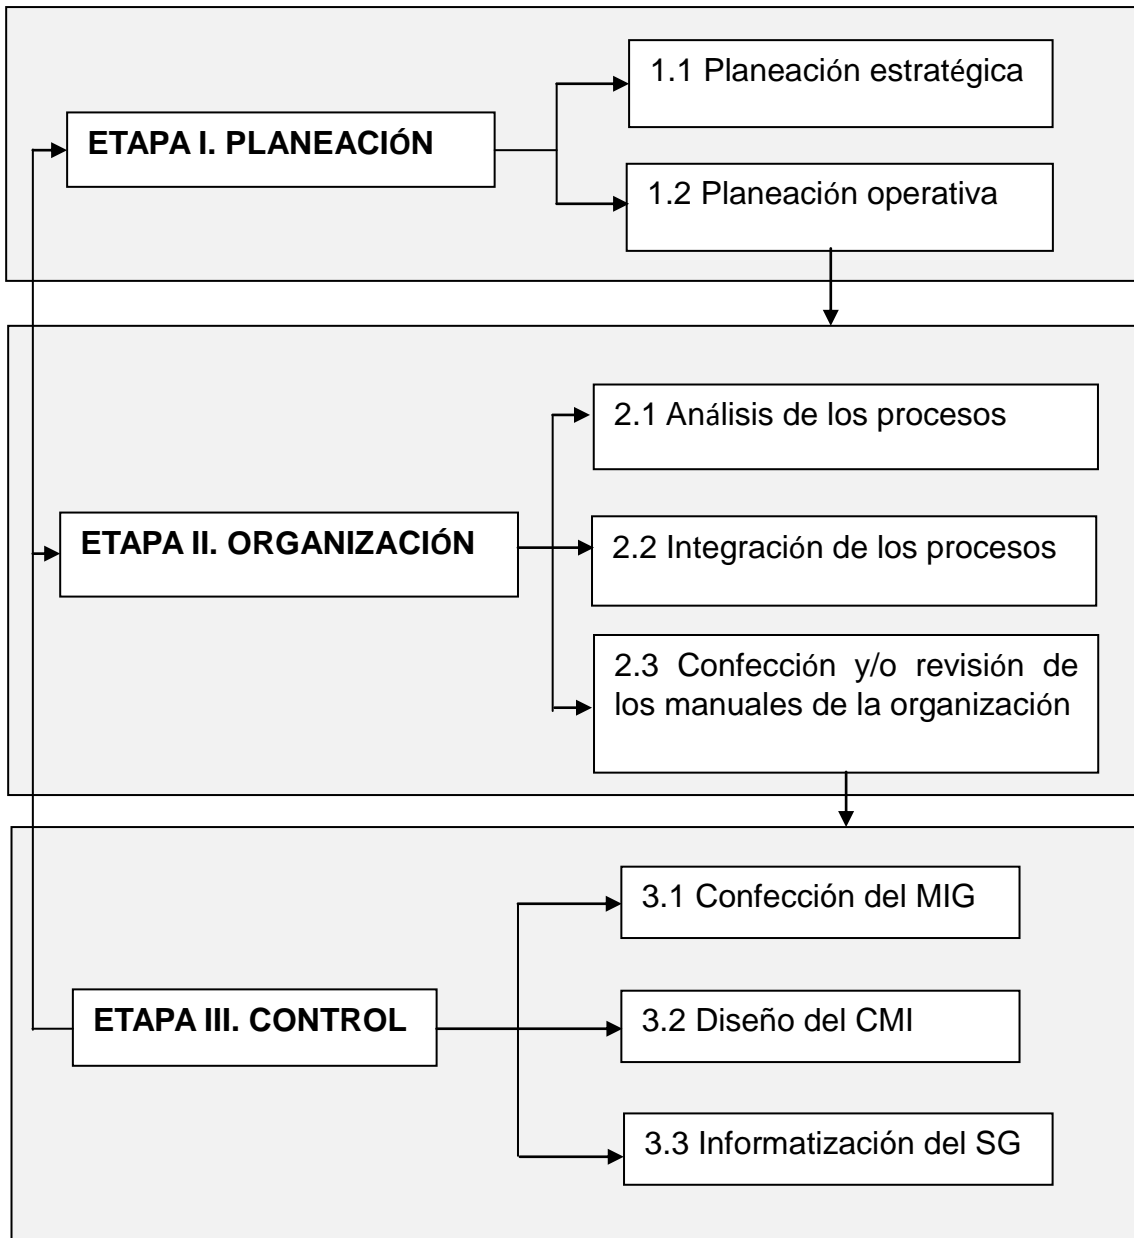 1.1 Planeación estratégica
ETAPA I. PLANEACIÓN
1.2 Planeación operativa
2.1 Análisis de los procesos
ETAPA II. ORGANIZACIÓN
2.2 Integración de los procesos
2.3 Confección y/o revisión de
los manuales de la organización
3.1 Confección del MIG
ETAPA III. CONTROL
3.2 Diseño del CMI
3.3 Informatización del SG